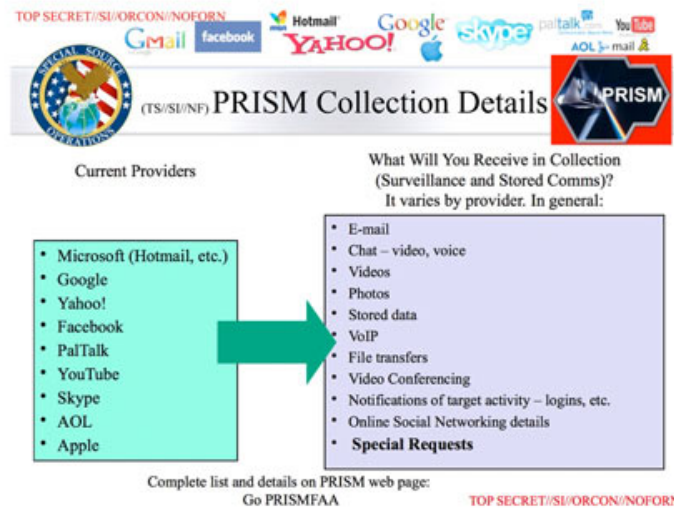 TOP SECRET//SI//ORCON//NOFORN
Gmail
facebook
Hotmail
YAHOO!
Google
skype
paltalk.com
YouTube
AOL mail
SPECIAL SOURCE OPERATIONS
(TS//SI//NF) PRISM Collection Details
PRISM
Current Providers
What Will You Receive in Collection
(Surveillance and Stored Comms)?
It varies by provider. In general:
• Microsoft (Hotmail, etc.)
• Google
• Yahoo!
• Facebook
• PalTalk
• YouTube
• Skype
• AOL
• Apple
• E-mail
• Chat – video, voice
• Videos
• Photos
• Stored data
• VoIP
• File transfers
• Video Conferencing
• Notifications of target activity – logins, etc.
• Online Social Networking details
• Special Requests
Complete list and details on PRISM web page:
Go PRISMFAA
TOP SECRET//SI//ORCON//NOFORN